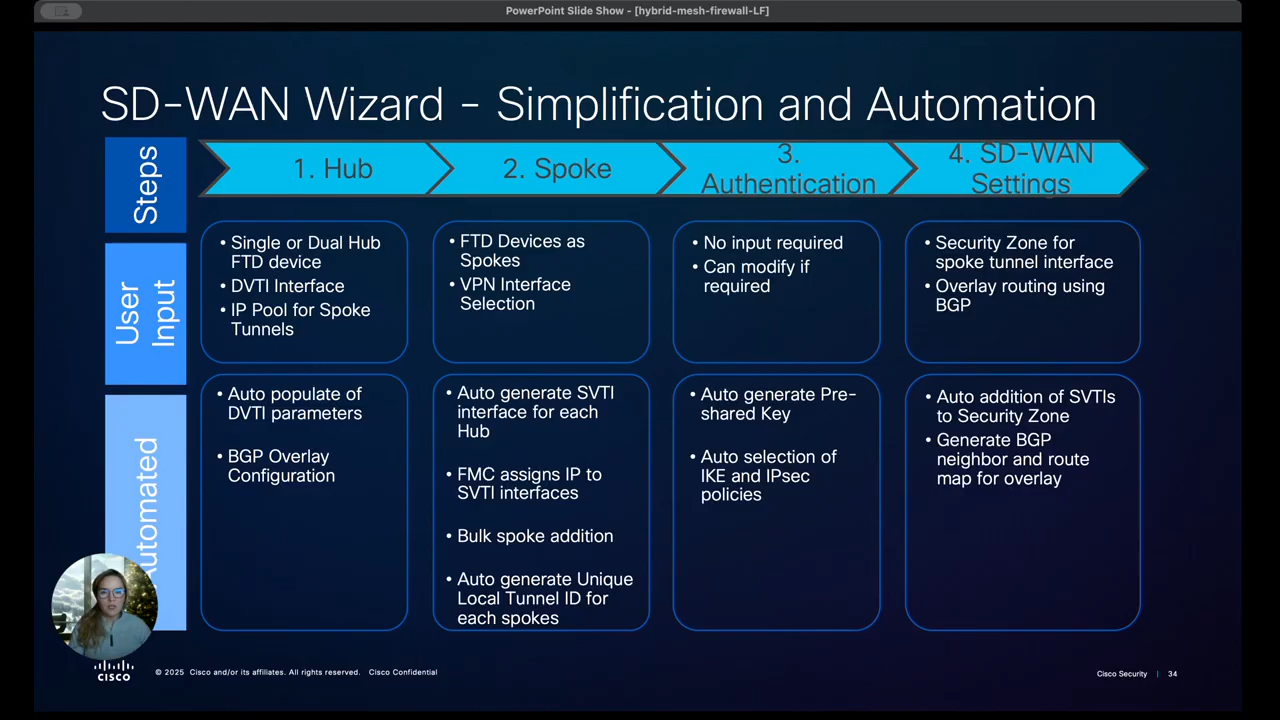 PowerPoint Slide Show - [hybrid-mesh-firewall-LF]
SD-WAN Wizard - Simplification and Automation
Steps
1. Hub
2. Spoke
3.
Authentication
4. SD-WAN
Settings
User
Input
• Single or Dual Hub
FTD device
• DVTI Interface
• IP Pool for Spoke
Tunnels
• FTD Devices as
Spokes
• VPN Interface
Selection
• No input required
• Can modify if
required
• Security Zone for
spoke tunnel interface
• Overlay routing using
BGP
Automated
• Auto populate of
DVTI parameters
• BGP Overlay
Configuration
• Auto generate SVTI
interface for each
Hub
• FMC assigns IP to
SVTI interfaces
• Bulk spoke addition
• Auto generate Unique
Local Tunnel ID for
each spokes
• Auto generate Pre-
shared Key
• Auto selection of
IKE and IPsec
policies
• Auto addition of SVTIs
to Security Zone
• Generate BGP
neighbor and route
map for overlay
CISCO
© 2025 Cisco and/or its affiliates. All rights reserved. Cisco Confidential
Cisco Security | 34